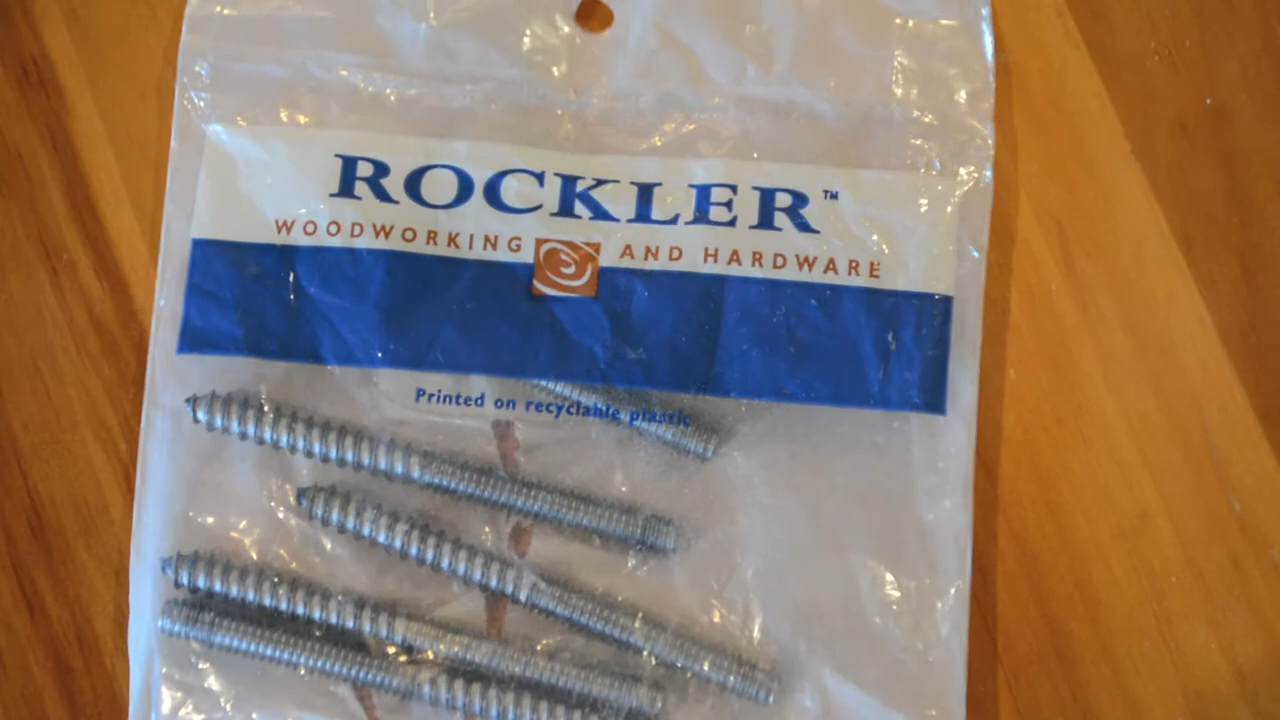 ROCKLER™
WOODWORKING AND HARDWARE
Printed on recyclable plastic